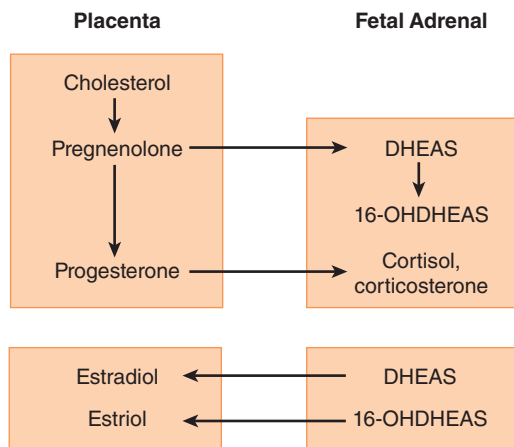 Placenta
Fetal Adrenal
Cholesterol
Pregnenolone
DHEAS
16-OHDHEAS
Progesterone
Cortisol,
corticosterone
Estradiol
DHEAS
Estriol
16-OHDHEAS